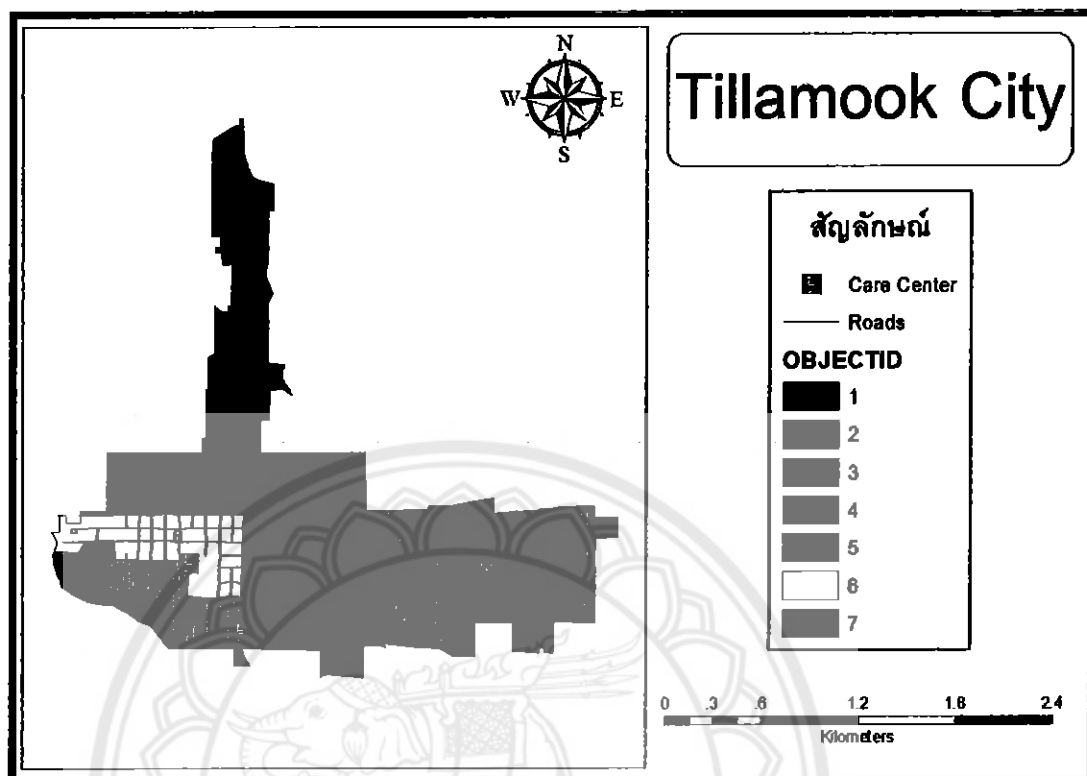 N
W E
S
Tillamook City
สัญลักษณ์
Care Center
Roads
OBJECTID
1
2
3
4
5
6
7
0 .3 .6 1.2 1.8 2.4
Kilometers